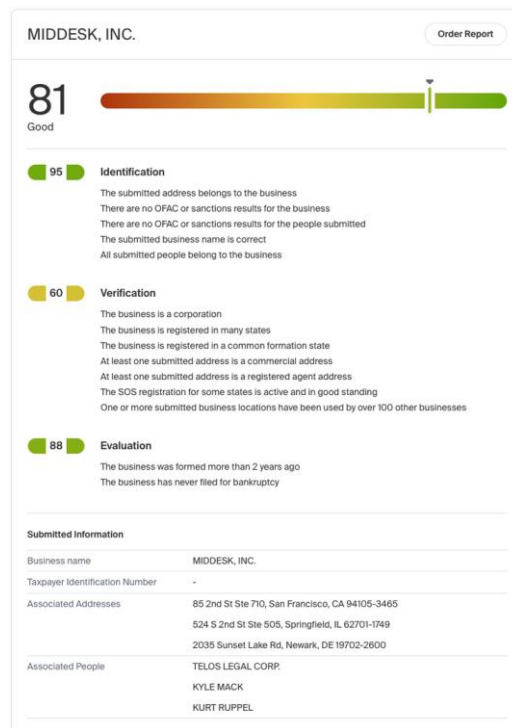 MIDDESK, INC.
Order Report
81
Good
95
Identification
The submitted address belongs to the business
There are no OFAC or sanctions results for the business
There are no OFAC or sanctions results for the people submitted
The submitted business name is correct
All submitted people belong to the business
60
Verification
The business is a corporation
The business is registered in many states
The business is registered in a common formation state
At least one submitted address is a commercial address
At least one submitted address is a registered agent address
The SOS registration for some states is active and in good standing
One or more submitted business locations have been used by over 100 other businesses
88
Evaluation
The business was formed more than 2 years ago
The business has never filed for bankruptcy
Submitted Information
Business name MIDDESK, INC.
Taxpayer Identification Number -
Associated Addresses 85 2nd St Ste 710, San Francisco, CA 94105-3465
524 S 2nd St Ste 505, Springfield, IL 62701-1749
2035 Sunset Lake Rd, Newark, DE 19702-2600
Associated People TELOS LEGAL CORP.
KYLE MACK
KURT RUPPEL